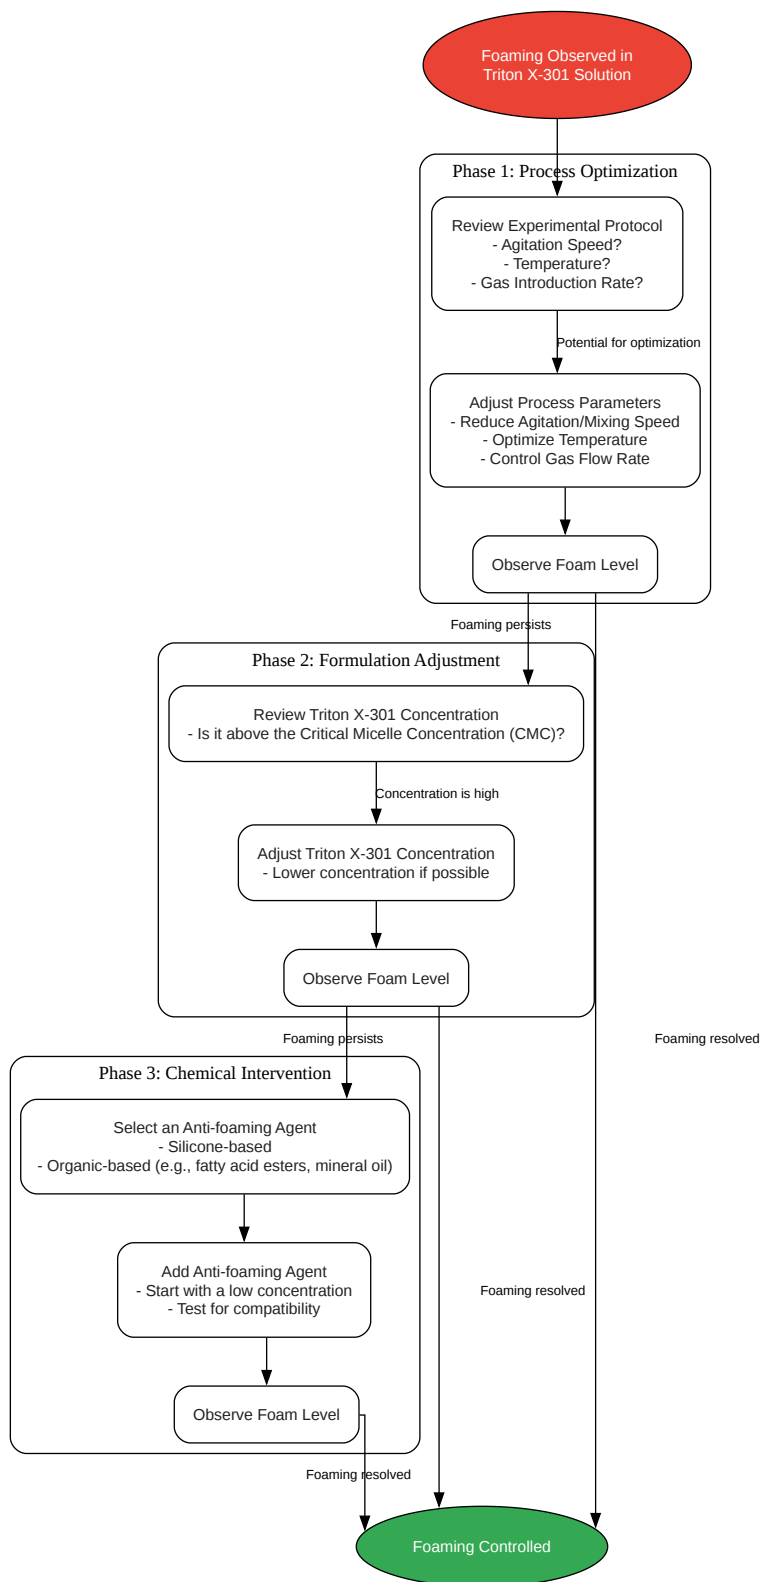 Foaming Observed in
Triton X-301 Solution
Phase 1: Process Optimization
Review Experimental Protocol
- Agitation Speed?
- Temperature?
- Gas Introduction Rate?
Potential for optimization
Adjust Process Parameters
- Reduce Agitation/Mixing Speed
- Optimize Temperature
- Control Gas Flow Rate
Observe Foam Level
Foaming persists
Phase 2: Formulation Adjustment
Review Triton X-301 Concentration
- Is it above the Critical Micelle Concentration (CMC)?
Concentration is high
Adjust Triton X-301 Concentration
- Lower concentration if possible
Observe Foam Level
Foaming persists
Foaming resolved
Phase 3: Chemical Intervention
Select an Anti-foaming Agent
- Silicone-based
- Organic-based (e.g., fatty acid esters, mineral oil)
Add Anti-foaming Agent
- Start with a low concentration
- Test for compatibility
Foaming resolved
Observe Foam Level
Foaming resolved
Foaming Controlled